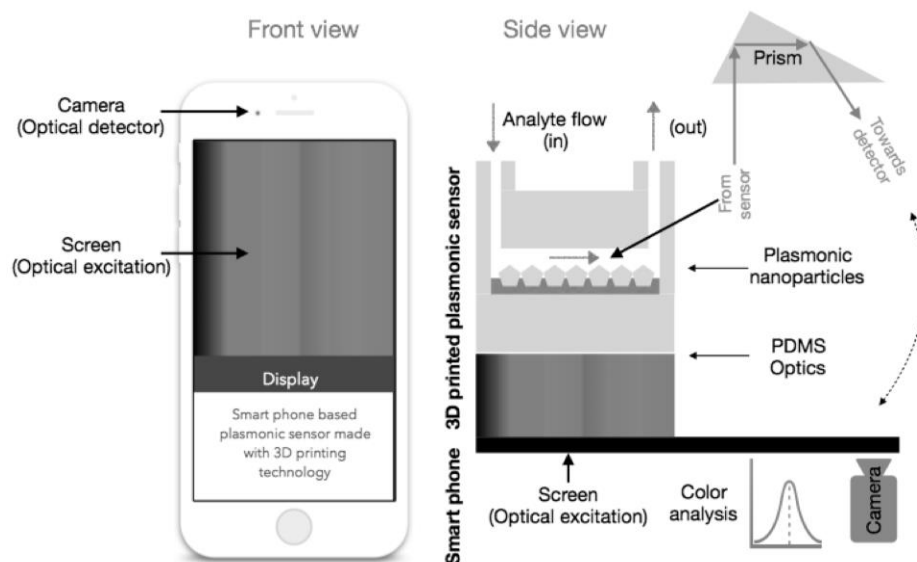 Front view
Side view
Camera
(Optical detector)
Screen
(Optical excitation)
Display
Smart phone based
plasmonic sensor made
with 3D printing
technology
Analyte flow
(in)
(out)
Prism
From
sensor
Towards
detector
3D printed plasmonic sensor
Plasmonic
nanoparticles
PDMS
Optics
Smart phone
Screen
(Optical excitation)
Color
analysis
Camera